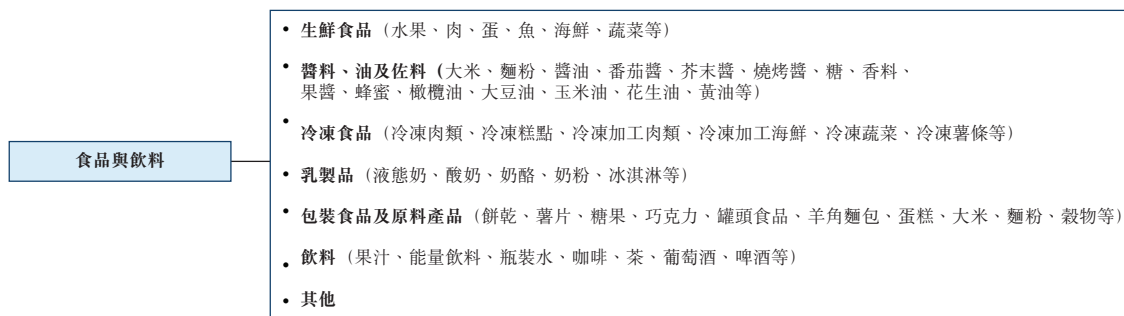 食品與飲料
• 生鮮食品（水果、肉、蛋、魚、海鮮、蔬菜等）
• 醬料、油及佐料（大米、麵粉、醬油、番茄醬、芥末醬、燒烤醬、糖、香料、
果醬、蜂蜜、橄欖油、大豆油、玉米油、花生油、黃油等）
• 冷凍食品（冷凍肉類、冷凍糕點、冷凍加工肉類、冷凍加工海鮮、冷凍蔬菜、冷凍薯條等）
• 乳製品（液態奶、酸奶、奶酪、奶粉、冰淇淋等）
• 包裝食品及原料產品（餅乾、薯片、糖果、巧克力、罐頭食品、羊角麵包、蛋糕、大米、麵粉、穀物等）
• 飲料（果汁、能量飲料、瓶裝水、咖啡、茶、葡萄酒、啤酒等）
• 其他